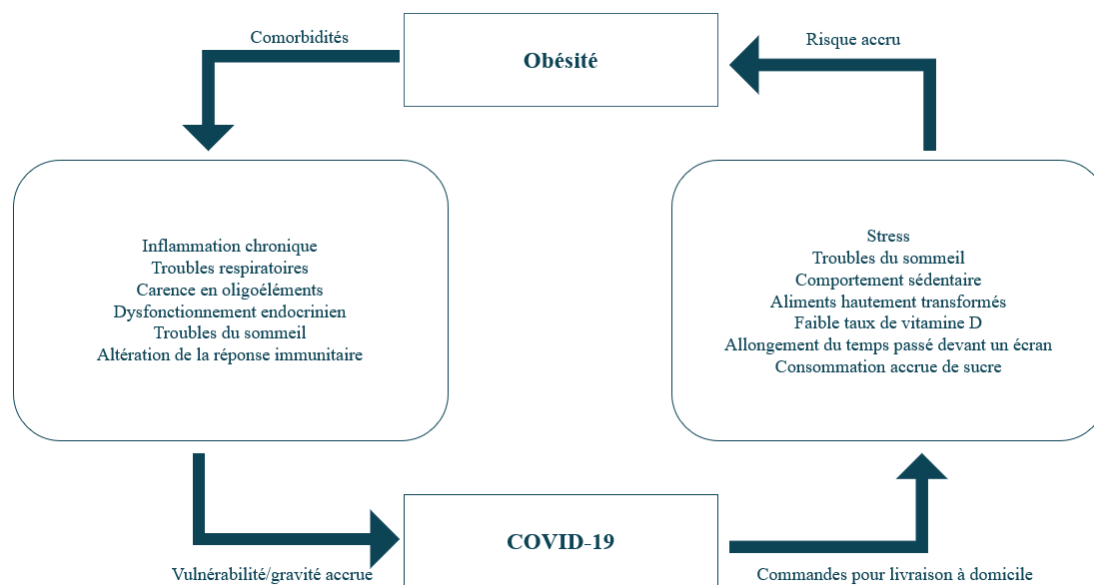 Comorbidités
Obésité
Risque accru
Inflammation chronique
Troubles respiratoires
Carence en oligoéléments
Dysfonctionnement endocrinien
Troubles du sommeil
Altération de la réponse immunitaire
Stress
Troubles du sommeil
Comportement sédentaire
Aliments hautement transformés
Faible taux de vitamine D
Allongement du temps passé devant un écran
Consommation accrue de sucre
Vulnérabilité/gravité accrue
COVID-19
Commandes pour livraison à domicile